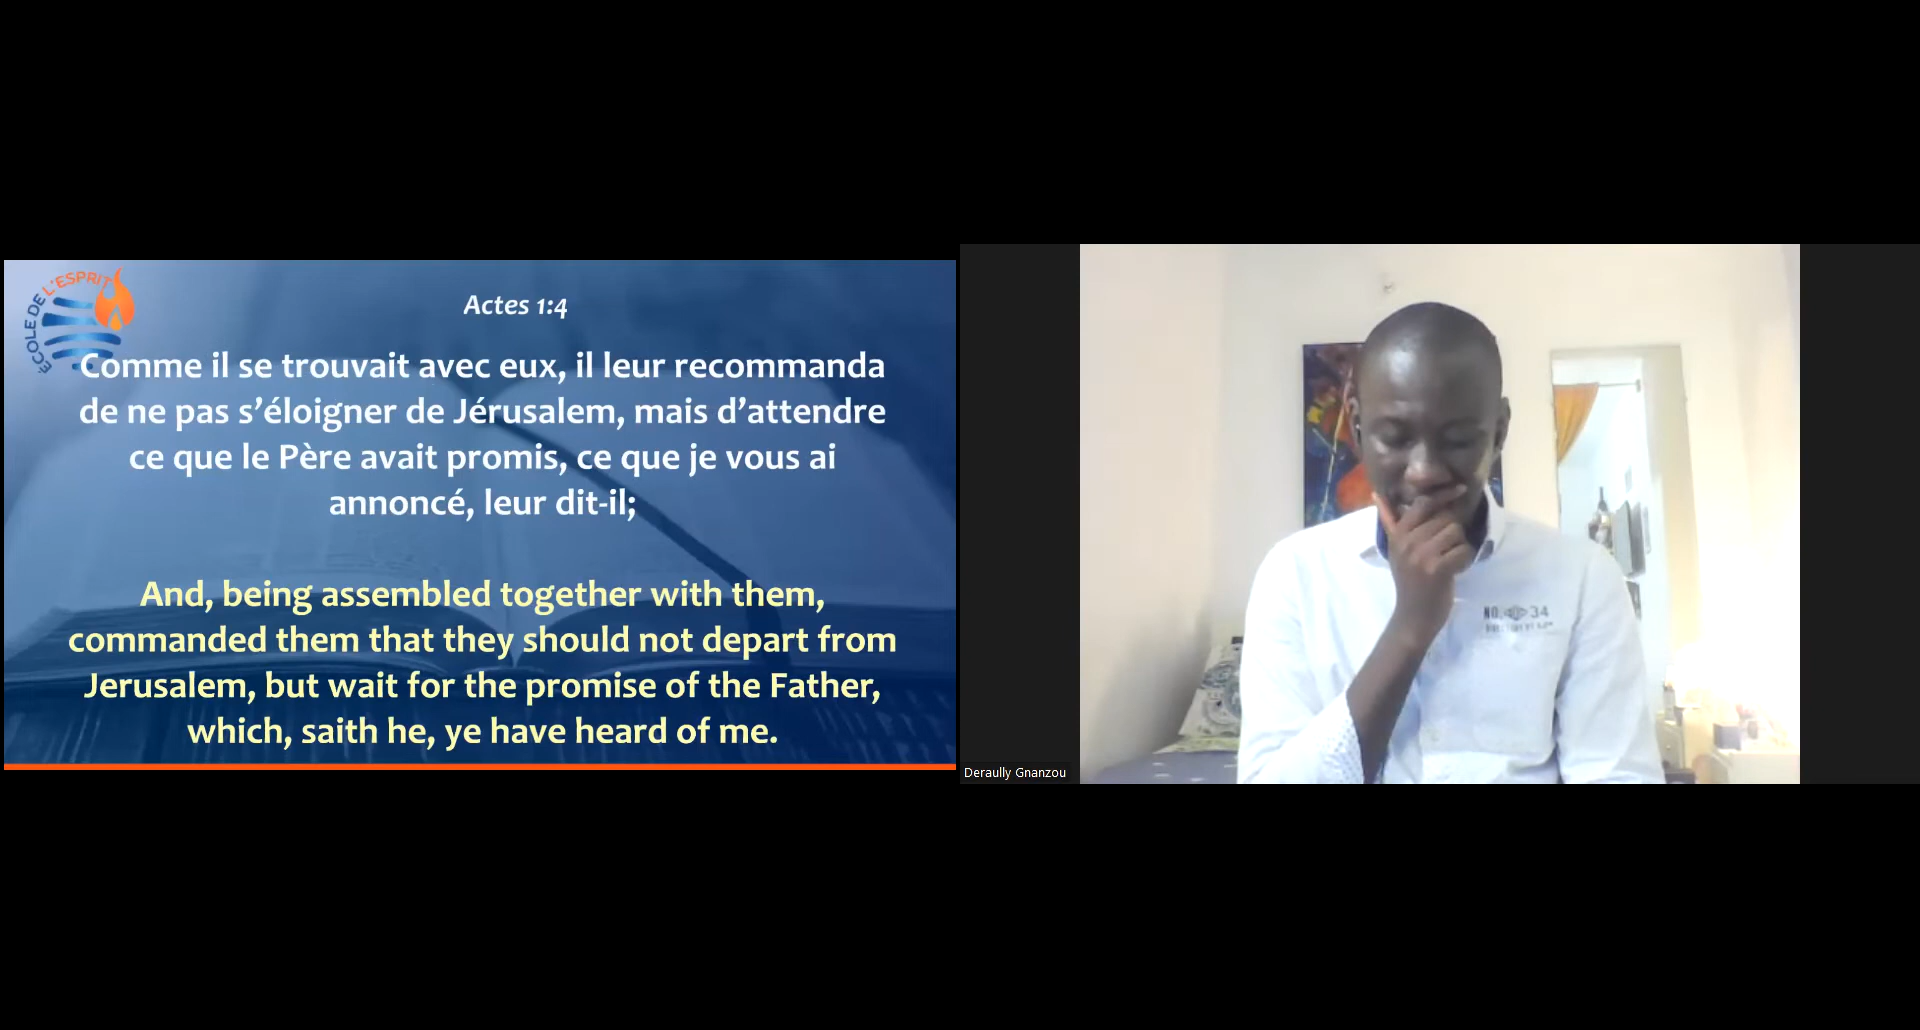 ÉCOLE DE L'ESPRIT
Actes 1:4
Comme il se trouvait avec eux, il leur recommanda
de ne pas s’éloigner de Jérusalem, mais d’attendre
ce que le Père avait promis, ce que je vous ai
annoncé, leur dit-il;
And, being assembled together with them,
commanded them that they should not depart from
Jerusalem, but wait for the promise of the Father,
which, saith he, ye have heard of me.
NO. 34
Deraully Gnanzou